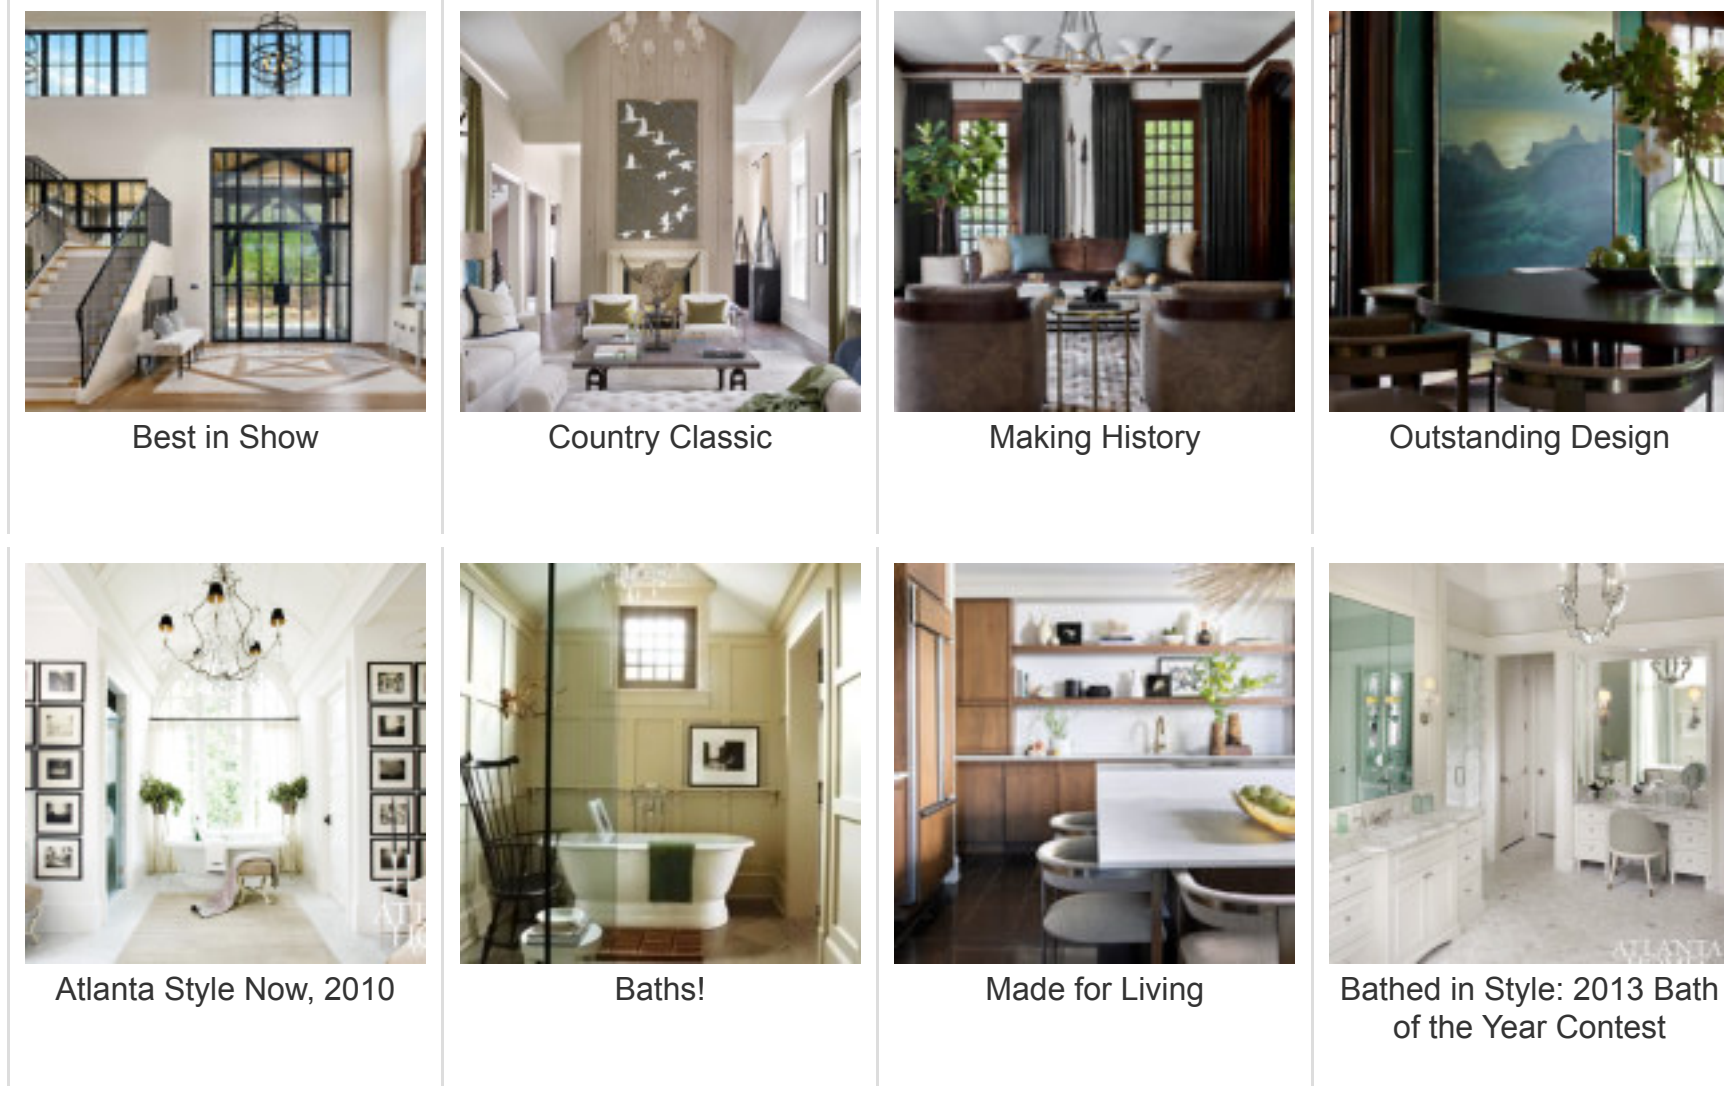 Best in Show
Country Classic
Making History
Outstanding Design
Atlanta Style Now, 2010
Baths!
Made for Living
Bathed in Style: 2013 Bath
of the Year Contest
ATLANTA